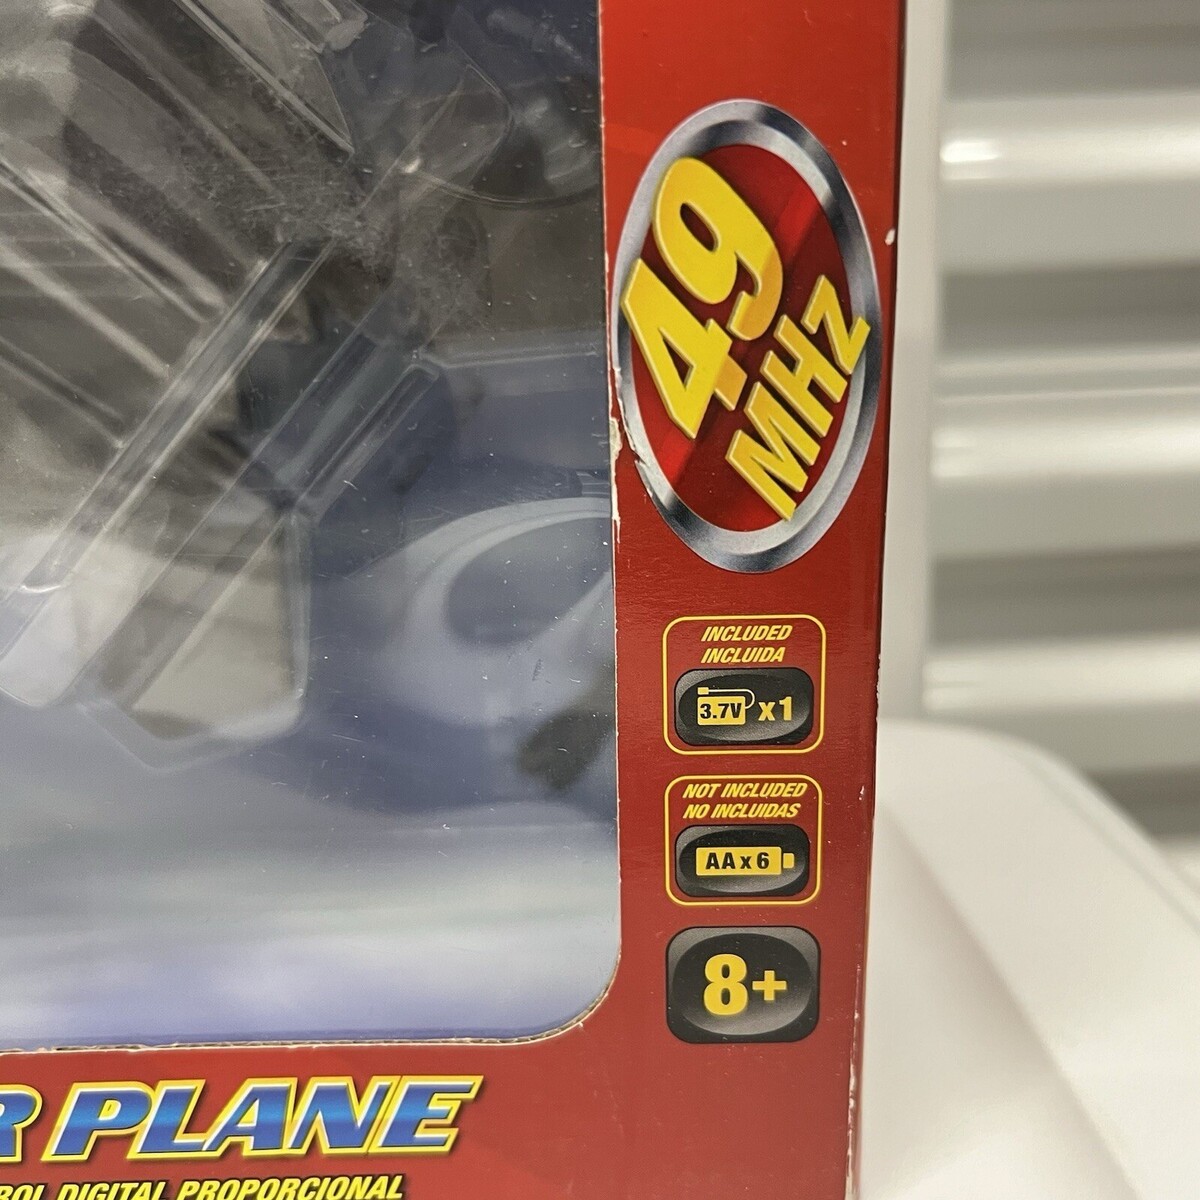 49
MHz
INCLUDED
INCLUIDA
3.7V x1
NOT INCLUDED
NO INCLUIDAS
AA x 6
8+
R PLANE
ROL DIGITAL PROPORCIONAL